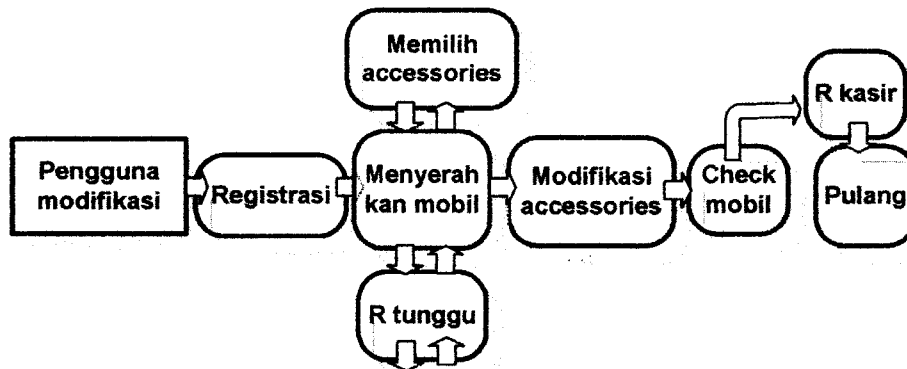 Memilih
accessories
R kasir
Pengguna
modifikasi
Registrasi
Menyerah
kan mobil
Modifikasi
accessories
Check
mobil
Pulang
R tunggu